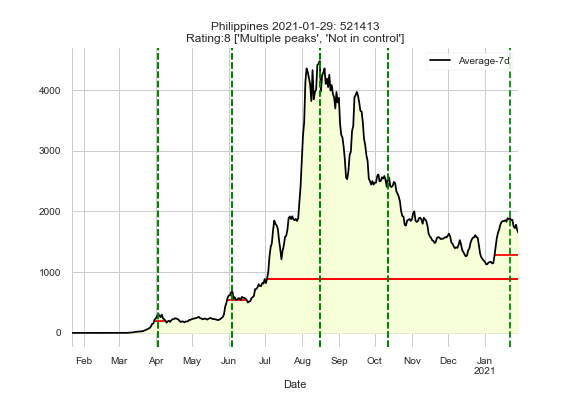 Philippines 2021-01-29: 521413
Rating:8 ['Multiple peaks', 'Not in control']
Average-7d
4000
3000
2000
1000
0
Feb Mar Apr May Jun Jul Aug Sep Oct Nov Dec Jan
2021
Date